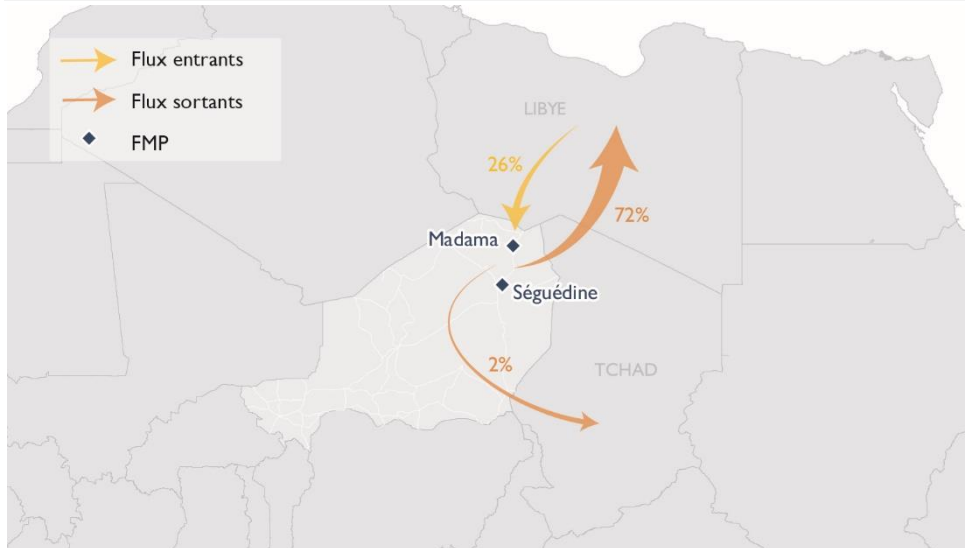 Flux entrants
Flux sortants
FMP
LIBYE
26%
72%
Madama
Séguédine
2%
TCHAD